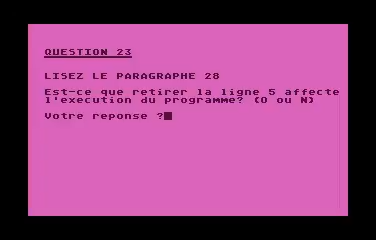 QUESTION 23
LISEZ LE PARAGRAPHE 28
Est-ce que retirer la ligne 5 affecte
l'execution du programme? (O ou N)
Votre reponse ?